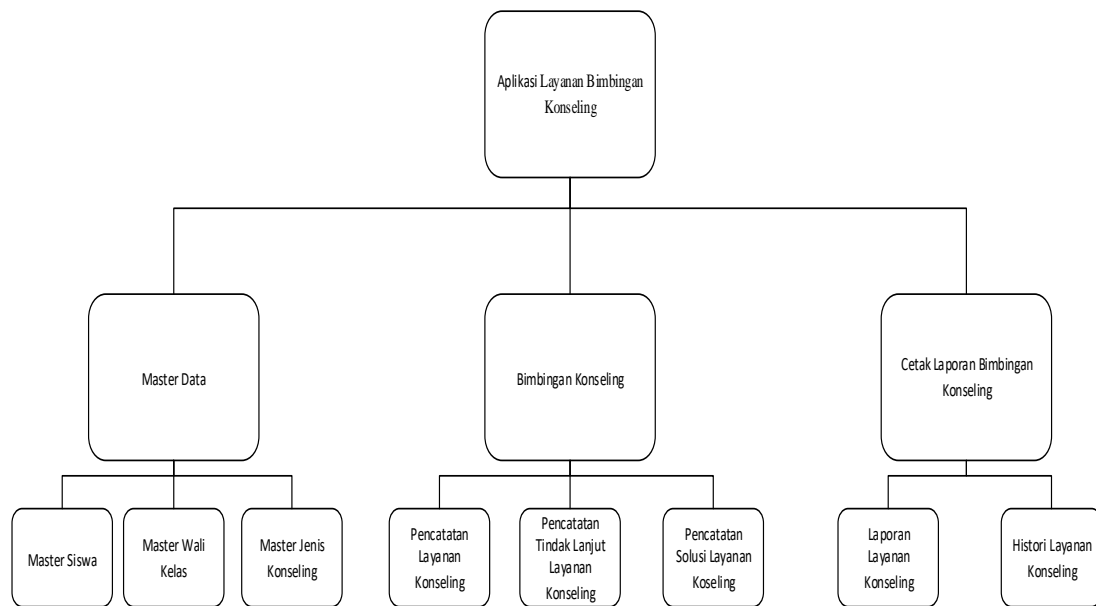 Aplikasi Layanan Bimbingan
Konseling
Master Data
Bimbingan Konseling
Cetak Laporan Bimbingan
Konseling
Master Siswa
Master Wali
Kelas
Master Jenis
Konseling
Pencatatan
Layanan
Konseling
Pencatatan
Tindak Lanjut
Layanan
Konseling
Pencatatan
Solusi Layanan
Koseling
Laporan
Layanan
Konseling
Histori Layanan
Konseling